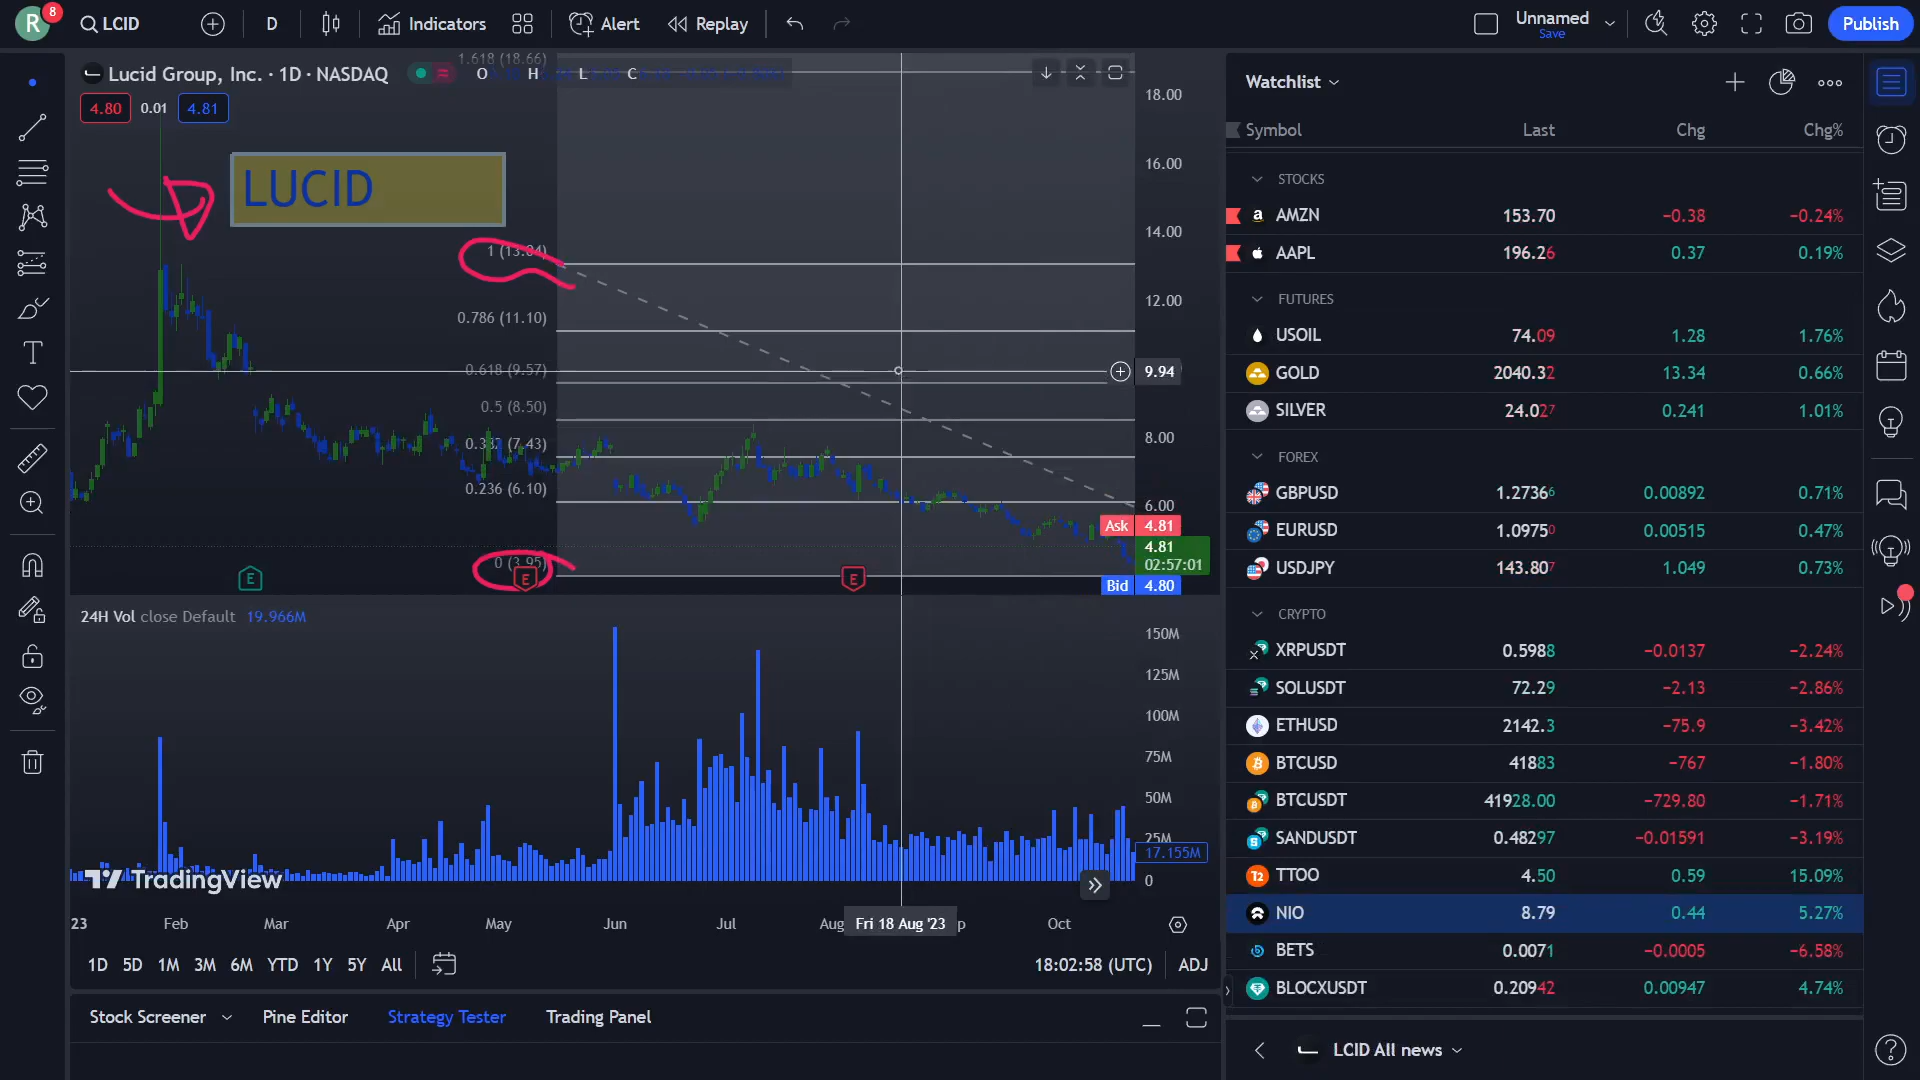 R 8 LCID D Indicators Alert Replay Unnamed Save Publish
Lucid Group, Inc. · 1D · NASDAQ O H L C
4.80 0.01 4.81
LUCID
1.618 (18.66)
1 (13.04)
0.786 (11.10)
0.618 (9.57)
0.5 (8.50)
0.382 (7.43)
0.236 (6.10)
0 (3.95)
E E E
18.00
16.00
14.00
12.00
9.94
8.00
6.00
Ask 4.81
4.81
02:57:01
Bid 4.80
24H Vol close Default 19.966M
150M
125M
100M
75M
50M
25M
17.155M
0
TradingView
23 Feb Mar Apr May Jun Jul Aug Fri 18 Aug '23 p Oct
1D 5D 1M 3M 6M YTD 1Y 5Y All 18:02:58 (UTC) ADJ
Stock Screener Pine Editor Strategy Tester Trading Panel
Watchlist
Symbol Last Chg Chg%
STOCKS
AMZN 153.70 −0.38 −0.24%
AAPL 196.26 0.37 0.19%
FUTURES
USOIL 74.09 1.28 1.76%
GOLD 2040.32 13.34 0.66%
SILVER 24.027 0.241 1.01%
FOREX
GBPUSD 1.27366 0.00892 0.71%
EURUSD 1.09750 0.00515 0.47%
USDJPY 143.807 1.049 0.73%
CRYPTO
XRPUSDT 0.5988 −0.0137 −2.24%
SOLUSDT 72.29 −2.13 −2.86%
ETHUSD 2142.3 −75.9 −3.42%
BTCUSD 41883 −767 −1.80%
BTCUSDT 41928.00 −729.80 −1.71%
SANDUSDT 0.48297 −0.01591 −3.19%
TTOO 4.50 0.59 15.09%
NIO 8.79 0.44 5.27%
BETS 0.0071 −0.0005 −6.58%
BLOCXUSDT 0.20942 0.00947 4.74%
LCID All news